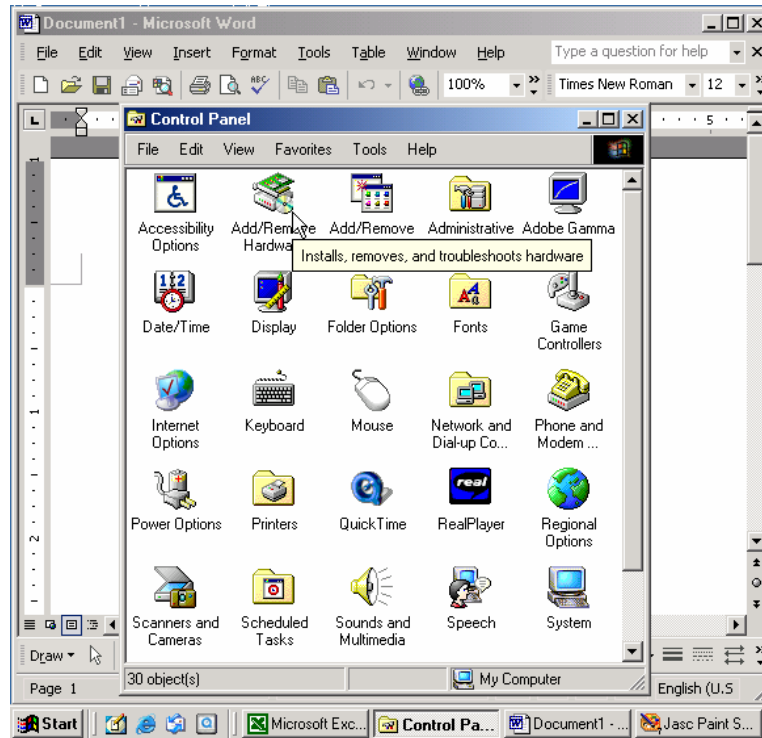 Document1 - Microsoft Word
File Edit View Insert Format Tools Table Window Help Type a question for help
ABC 100% Times New Roman 12
5
Control Panel
File Edit View Favorites Tools Help
Accessibility Options
Add/Remove Hardwa
Add/Remove
Administrative
Adobe Gamma
Installs, removes, and troubleshoots hardware
Date/Time
Display
Folder Options
Fonts
Game Controllers
Internet Options
Keyboard
Mouse
Network and Dial-up Co...
Phone and Modem ...
Power Options
Printers
QuickTime
real
RealPlayer
Regional Options
Scanners and Cameras
Scheduled Tasks
Sounds and Multimedia
Speech
System
30 object(s) My Computer
Draw
Page 1 English (U.S
Start Microsoft Exc... Control Pa... Document1 - ... Jasc Paint S...